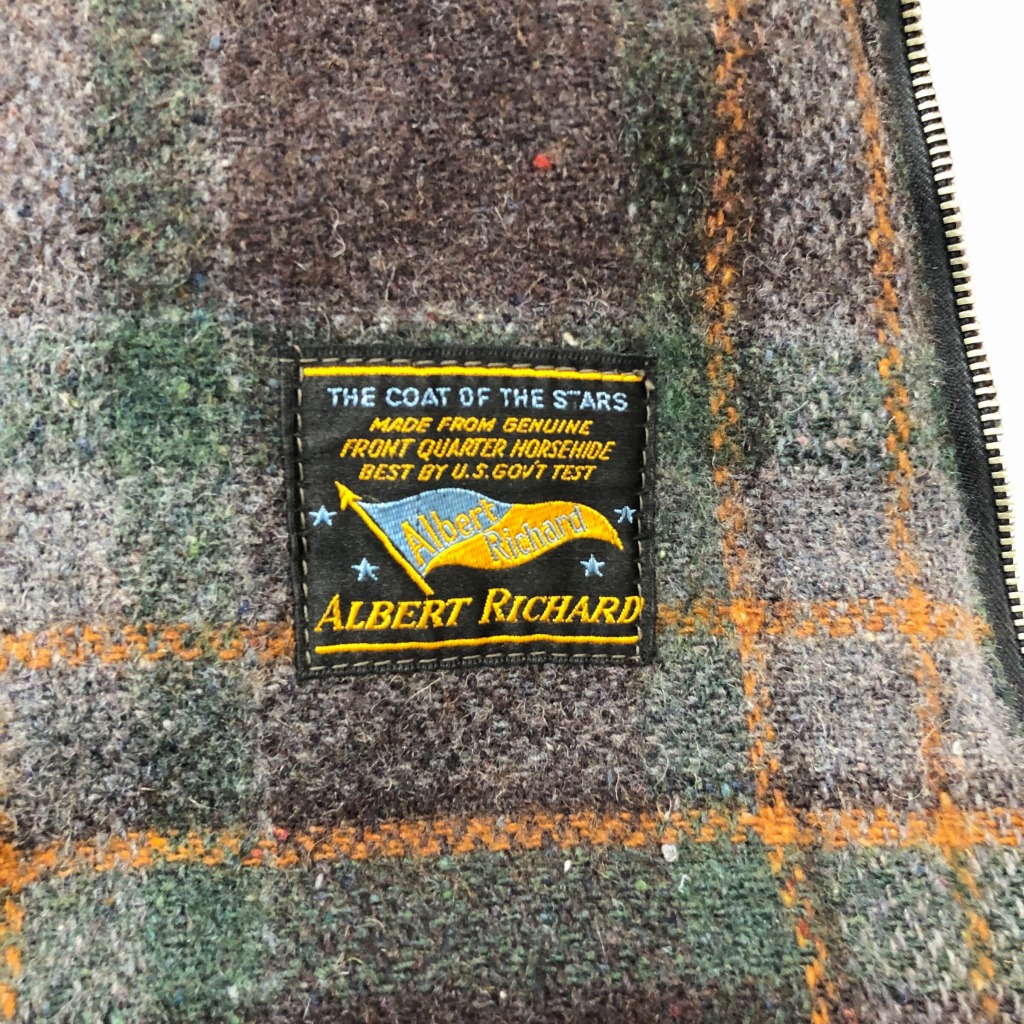 THE COAT OF THE STARS
MADE FROM GENUINE
FRONT QUARTER HORSEHIDE
BEST BY U.S. GOV'T TEST
Albert
Richard
ALBERT RICHARD